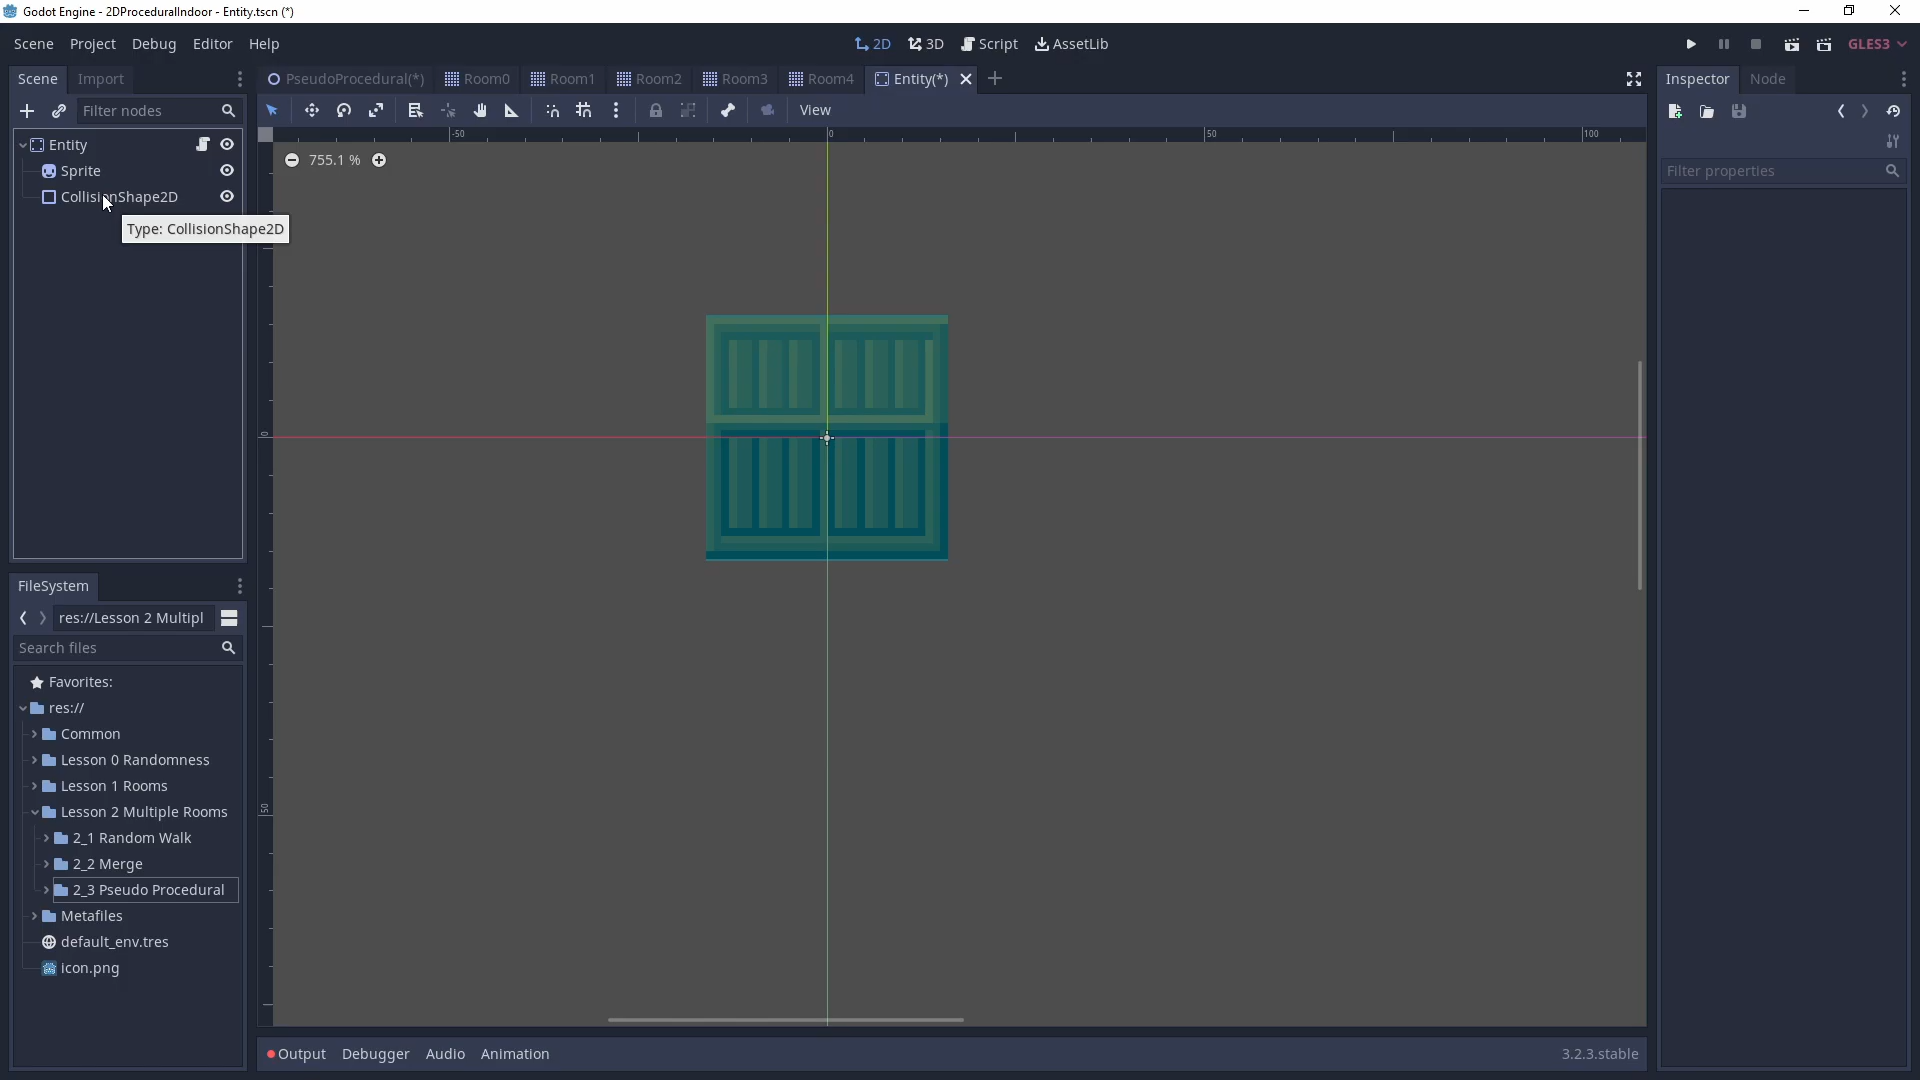 Godot Engine - 2DProceduralIndoor - Entity.tscn (*)
Scene Project Debug Editor Help
2D 3D Script AssetLib
GLES3
Scene Import
PseudoProcedural(*) Room0 Room1 Room2 Room3 Room4 Entity(*)
Inspector Node
Filter nodes
View
-50 0 50 100
Entity
755.1 %
Sprite
Filter properties
CollisionShape2D
Type: CollisionShape2D
0
50
FileSystem
res://Lesson 2 Multipl
Search files
Favorites:
res://
Common
Lesson 0 Randomness
Lesson 1 Rooms
Lesson 2 Multiple Rooms
2_1 Random Walk
2_2 Merge
2_3 Pseudo Procedural
Metafiles
default_env.tres
icon.png
Output Debugger Audio Animation
3.2.3.stable